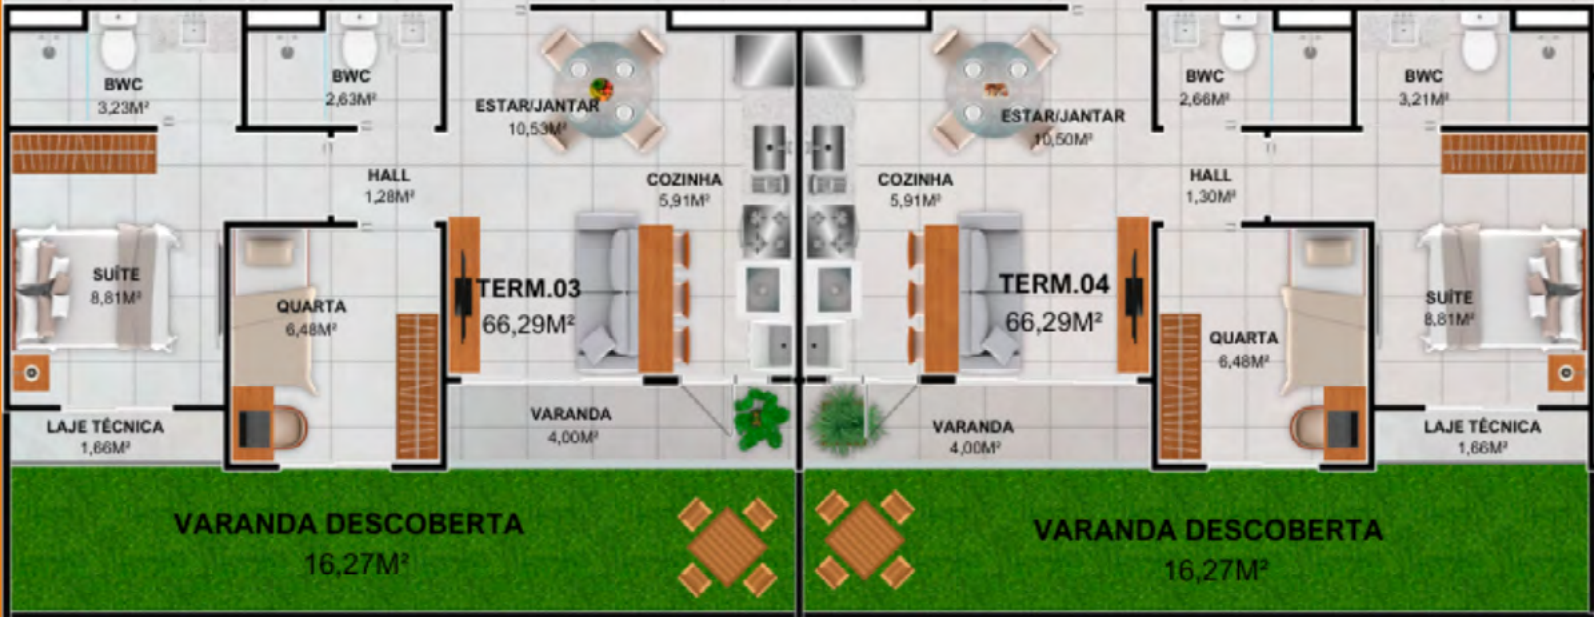 BWC
3,23M²
BWC
2,63M²
ESTAR/JANTAR
10,53M²
HALL
1,28M²
COZINHA
5,91M²
SUÍTE
8,81M²
QUARTA
6,48M²
TERM.03
66,29M²
LAJE TÉCNICA
1,66M²
VARANDA
4,00M²
VARANDA DESCOBERTA
16,27M²
ESTAR/JANTAR
10,50M²
BWC
2,66M²
BWC
3,21M²
COZINHA
5,91M²
HALL
1,30M²
TERM.04
66,29M²
SUÍTE
8,81M²
QUARTA
6,48M²
VARANDA
4,00M²
LAJE TÉCNICA
1,66M²
VARANDA DESCOBERTA
16,27M²